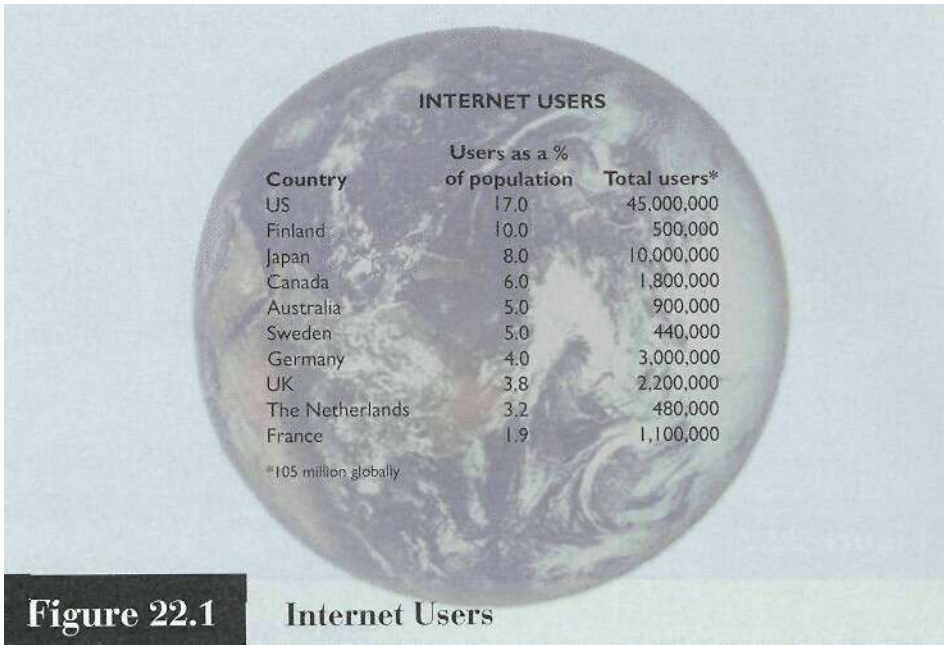 INTERNET USERS
Users as a %
Country of population Total users*
US 17.0 45,000,000
Finland 10.0 500,000
Japan 8.0 10,000,000
Canada 6.0 1,800,000
Australia 5.0 900,000
Sweden 5.0 440,000
Germany 4.0 3,000,000
UK 3.8 2,200,000
The Netherlands 3.2 480,000
France 1.9 1,100,000
*105 million globally
Figure 22.1 Internet Users